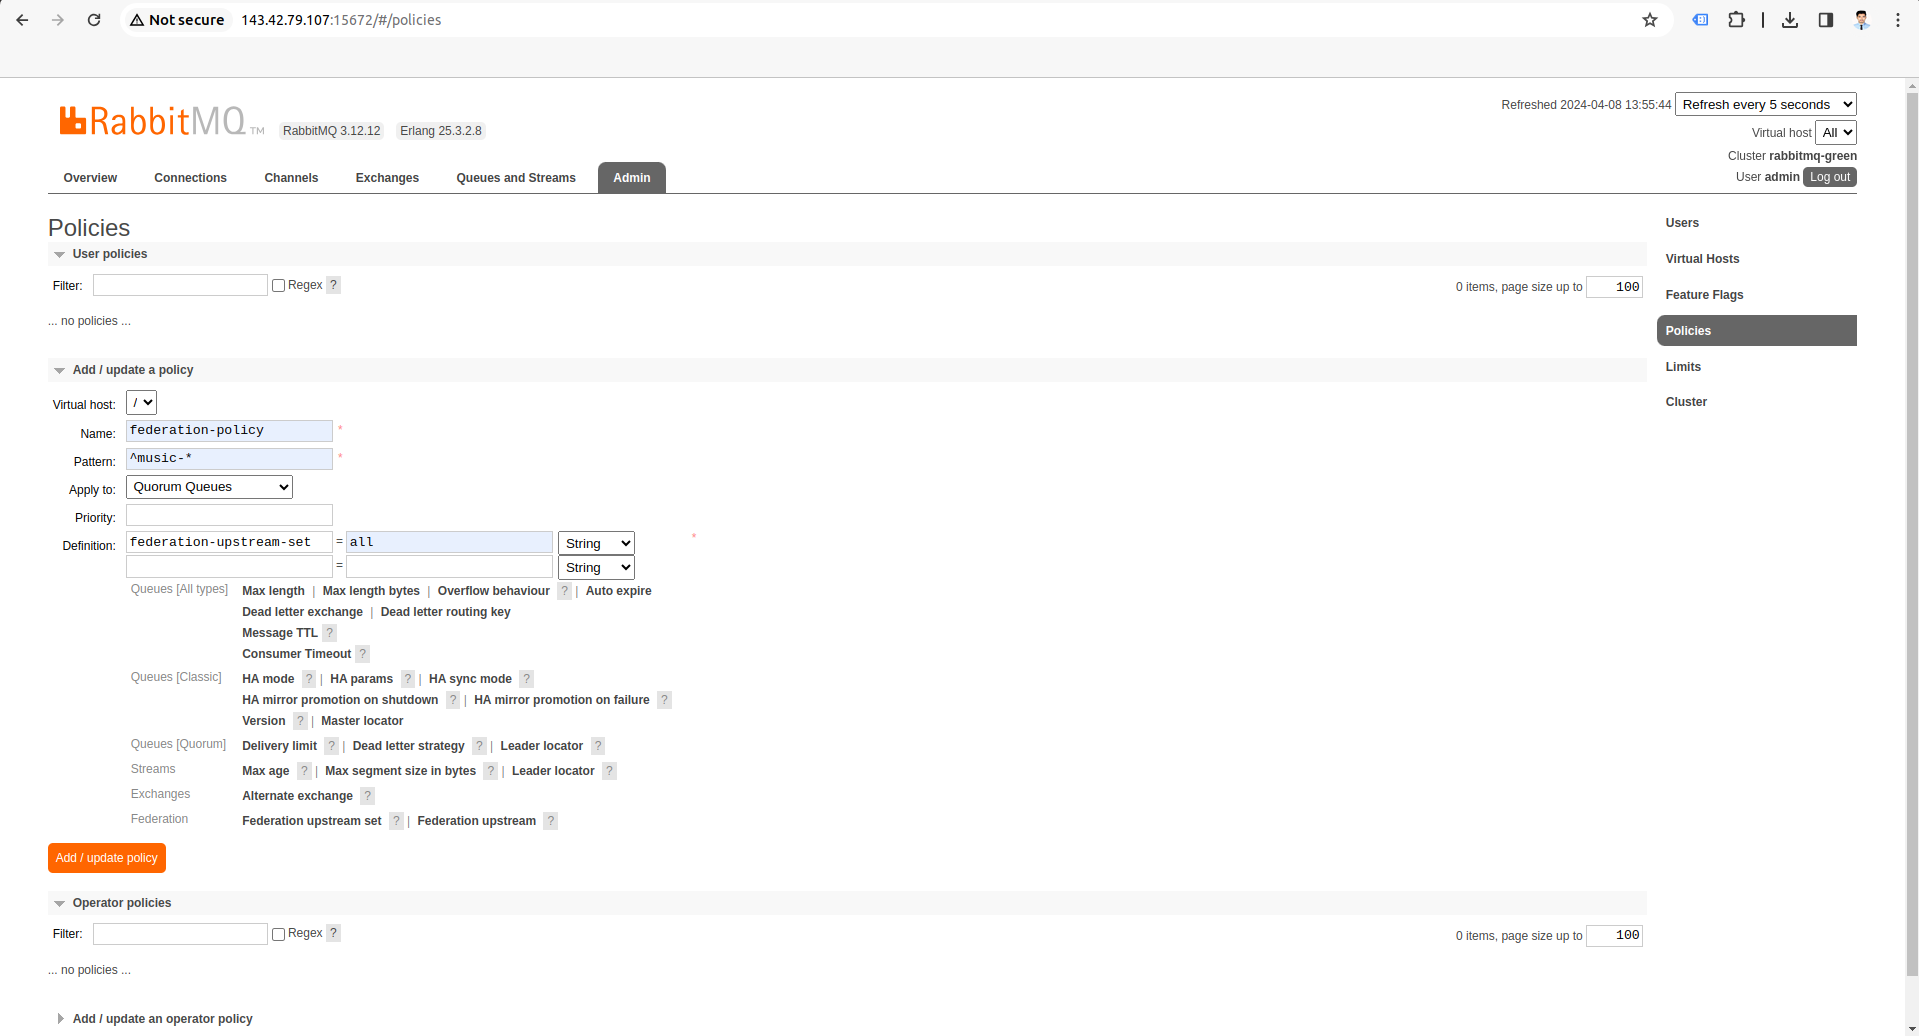 Not secure 143.42.79.107:15672/#/policies
RabbitMQ TM RabbitMQ 3.12.12 Erlang 25.3.2.8
Refreshed 2024-04-08 13:55:44 Refresh every 5 seconds
Virtual host All
Cluster rabbitmq-green
User admin Log out
Overview Connections Channels Exchanges Queues and Streams Admin
Policies
User policies
Filter: Regex ? 0 items, page size up to 100
... no policies ...
Users
Virtual Hosts
Feature Flags
Policies
Limits
Cluster
Add / update a policy
Virtual host: /
Name: federation-policy *
Pattern: ^music-* *
Apply to: Quorum Queues
Priority:
Definition: federation-upstream-set = all String *
= String
Queues [All types] Max length | Max length bytes | Overflow behaviour ? | Auto expire
Dead letter exchange | Dead letter routing key
Message TTL ?
Consumer Timeout ?
Queues [Classic] HA mode ? | HA params ? | HA sync mode ?
HA mirror promotion on shutdown ? | HA mirror promotion on failure ?
Version ? | Master locator
Queues [Quorum] Delivery limit ? | Dead letter strategy ? | Leader locator ?
Streams Max age ? | Max segment size in bytes ? | Leader locator ?
Exchanges Alternate exchange ?
Federation Federation upstream set ? | Federation upstream ?
Add / update policy
Operator policies
Filter: Regex ? 0 items, page size up to 100
... no policies ...
Add / update an operator policy